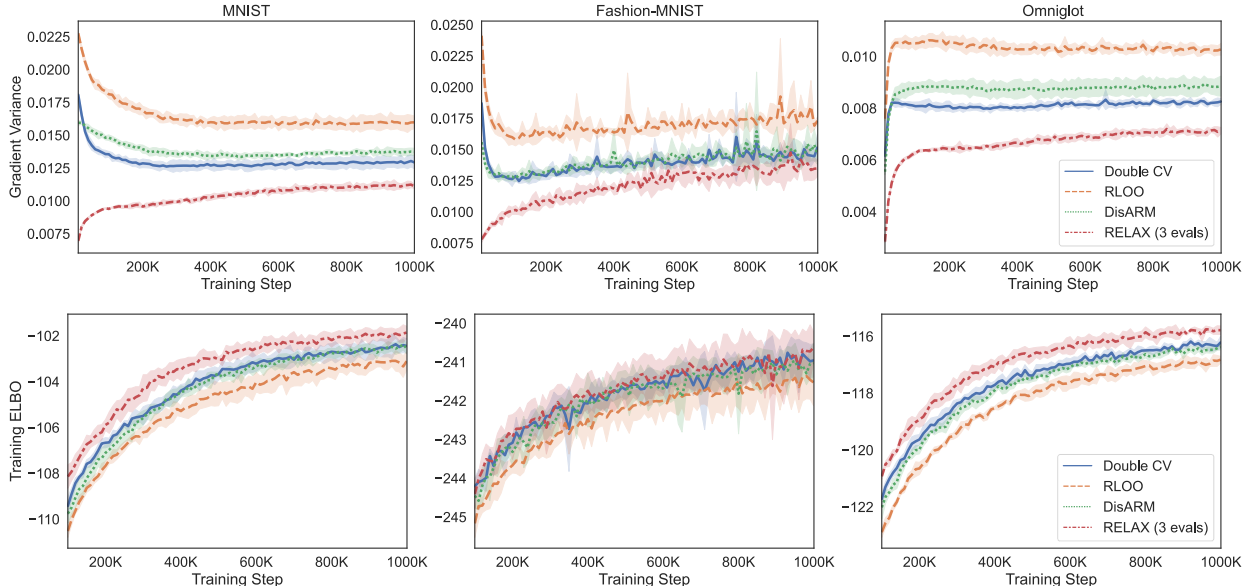 MNIST
Fashion-MNIST
Omniglot
Gradient Variance
0.0225
0.0200
0.0175
0.0150
0.0125
0.0100
0.0075
200K 400K 600K 800K 1000K
Training Step
0.0250
0.0225
0.0200
0.0175
0.0150
0.0125
0.0100
0.0075
200K 400K 600K 800K 1000K
Training Step
0.010
0.008
0.006
0.004
200K 400K 600K 800K 1000K
Training Step
Double CV
RLOO
DisARM
RELAX (3 evals)
Training ELBO
−102
−104
−106
−108
−110
200K 400K 600K 800K 1000K
Training Step
−240
−241
−242
−243
−244
−245
200K 400K 600K 800K 1000K
Training Step
−116
−118
−120
−122
200K 400K 600K 800K 1000K
Training Step
Double CV
RLOO
DisARM
RELAX (3 evals)